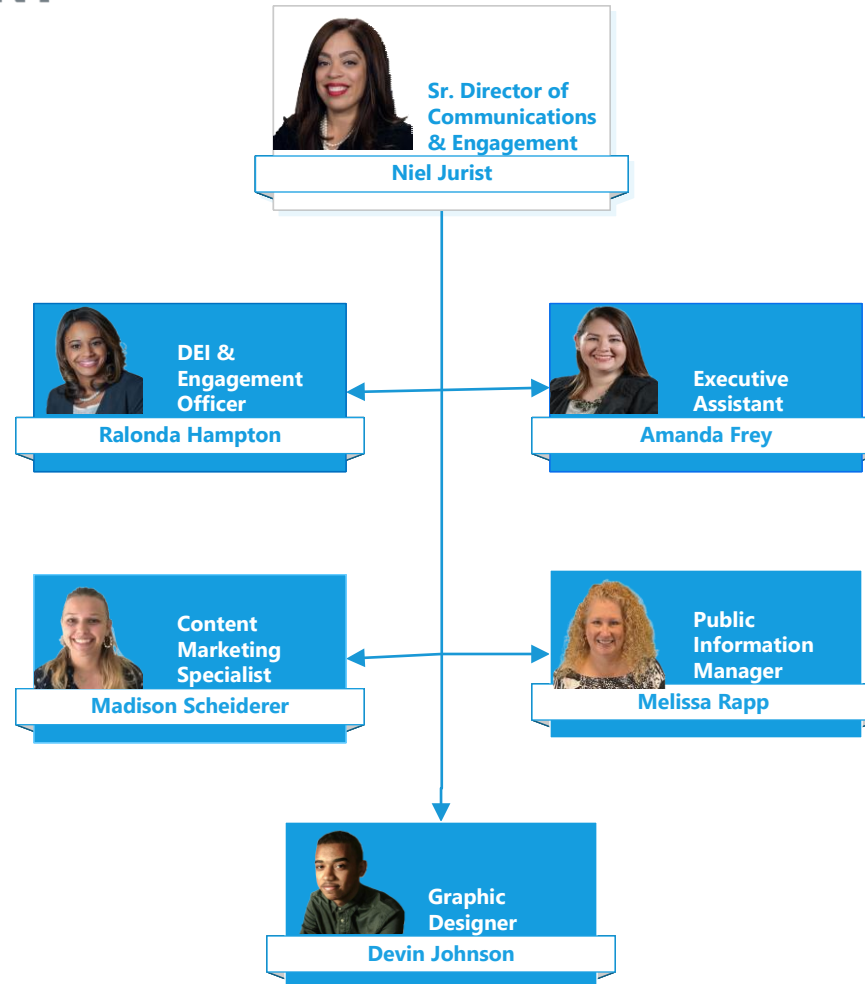 Sr. Director of
Communications
& Engagement
Niel Jurist
DEI &
Engagement
Officer
Ralonda Hampton
Executive
Assistant
Amanda Frey
Content
Marketing
Specialist
Madison Scheiderer
Public
Information
Manager
Melissa Rapp
Graphic
Designer
Devin Johnson